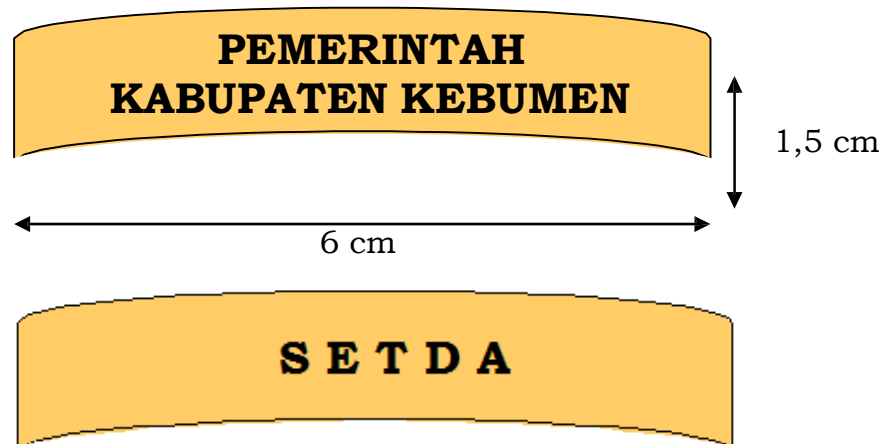 PEMERINTAH
KABUPATEN KEBUMEN
1,5 cm
6 cm
S E T D A